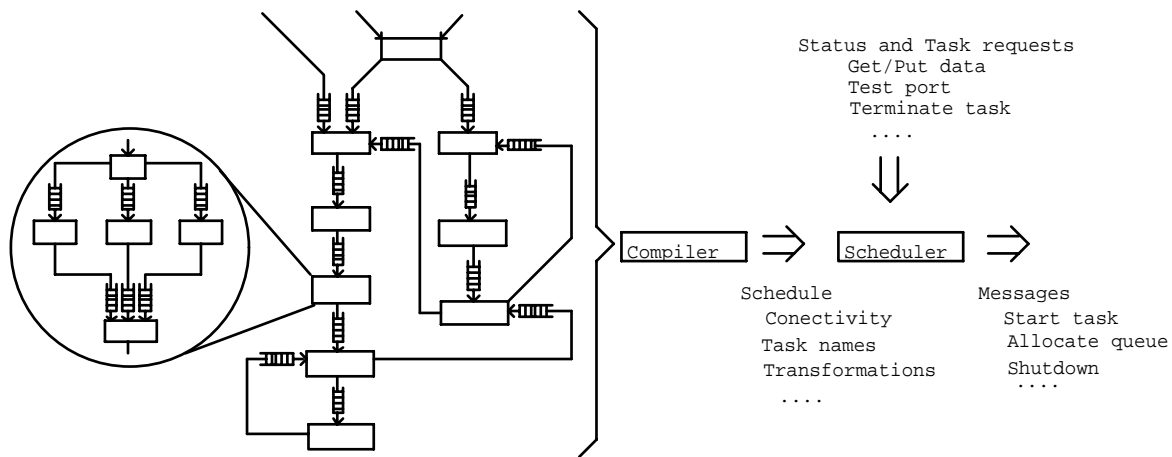 Status and Task requests
Get/Put data
Test port
Terminate task
....
Compiler
Scheduler
Schedule
Conectivity
Task names
Transformations
....
Messages
Start task
Allocate queue
Shutdown
....